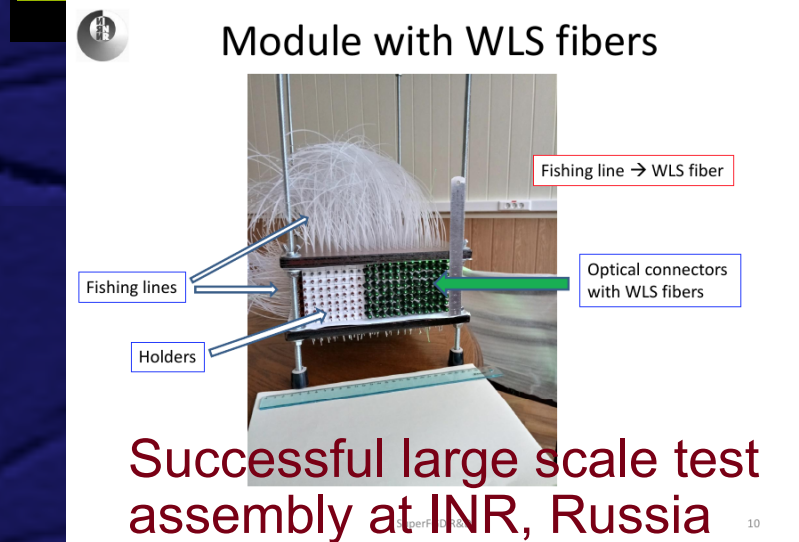 Module with WLS fibers
Fishing line → WLS fiber
Fishing lines
Optical connectors
with WLS fibers
Holders
Successful large scale test
assembly at INR, Russia
10